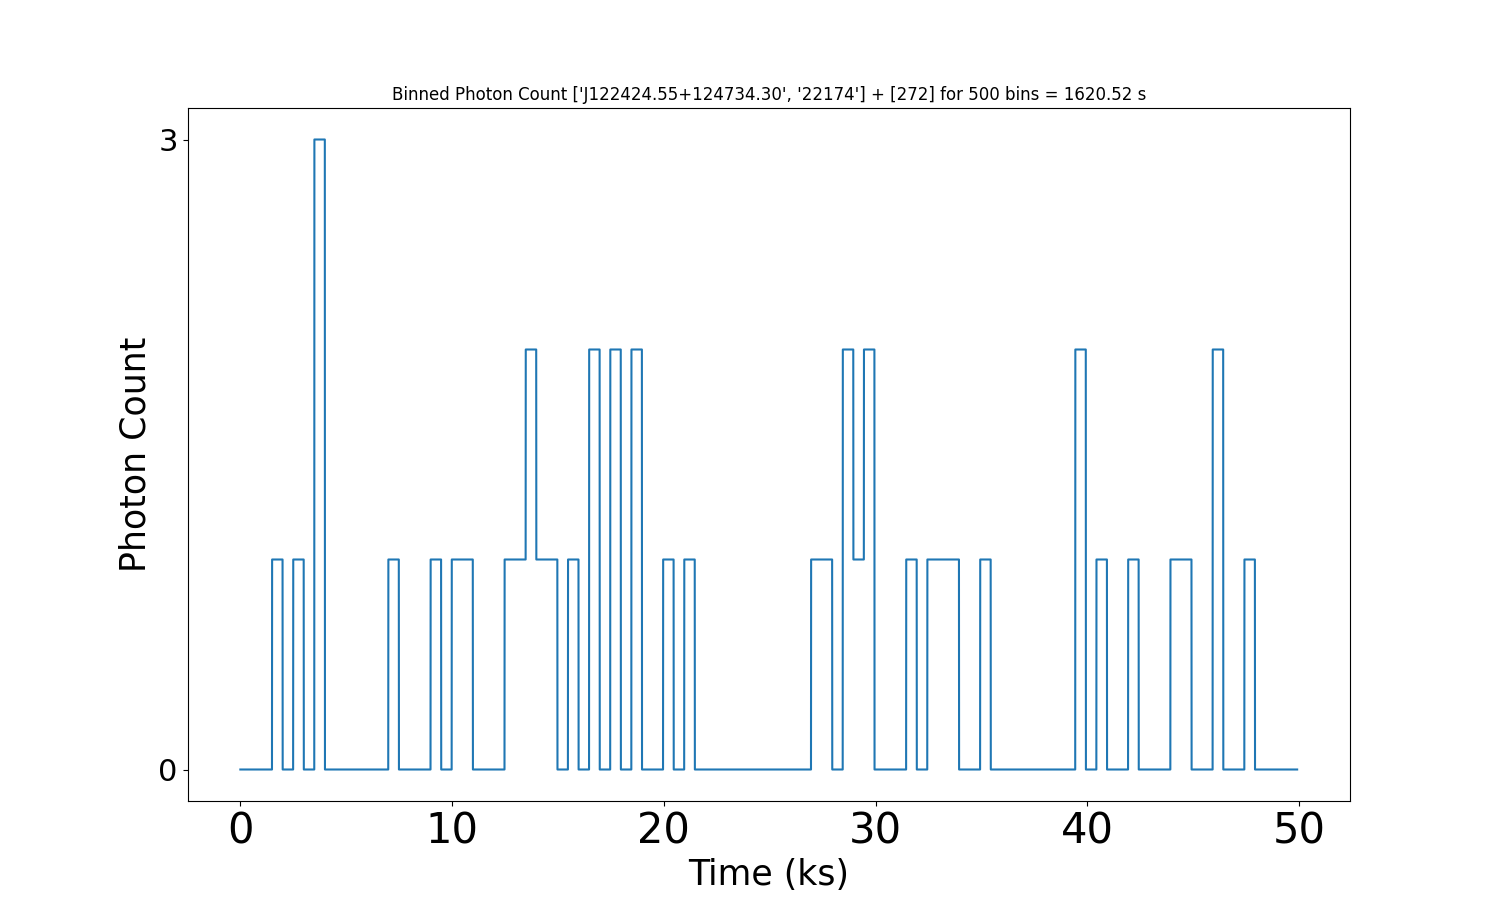 Binned Photon Count ['J122424.55+124734.30', '22174'] + [272] for 500 bins = 1620.52 s
3
Photon Count
0
0 10 20 30 40 50
Time (ks)